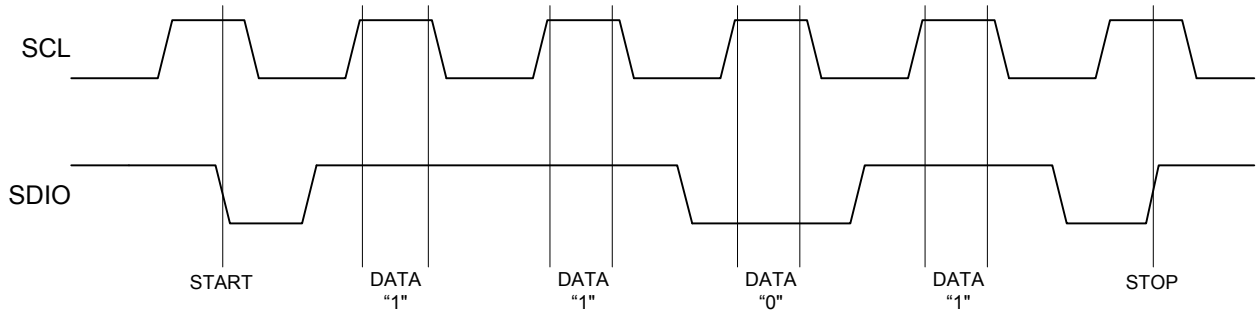 SCL
SDIO
START
DATA
“1"
DATA
“1"
DATA
“0"
DATA
“1"
STOP